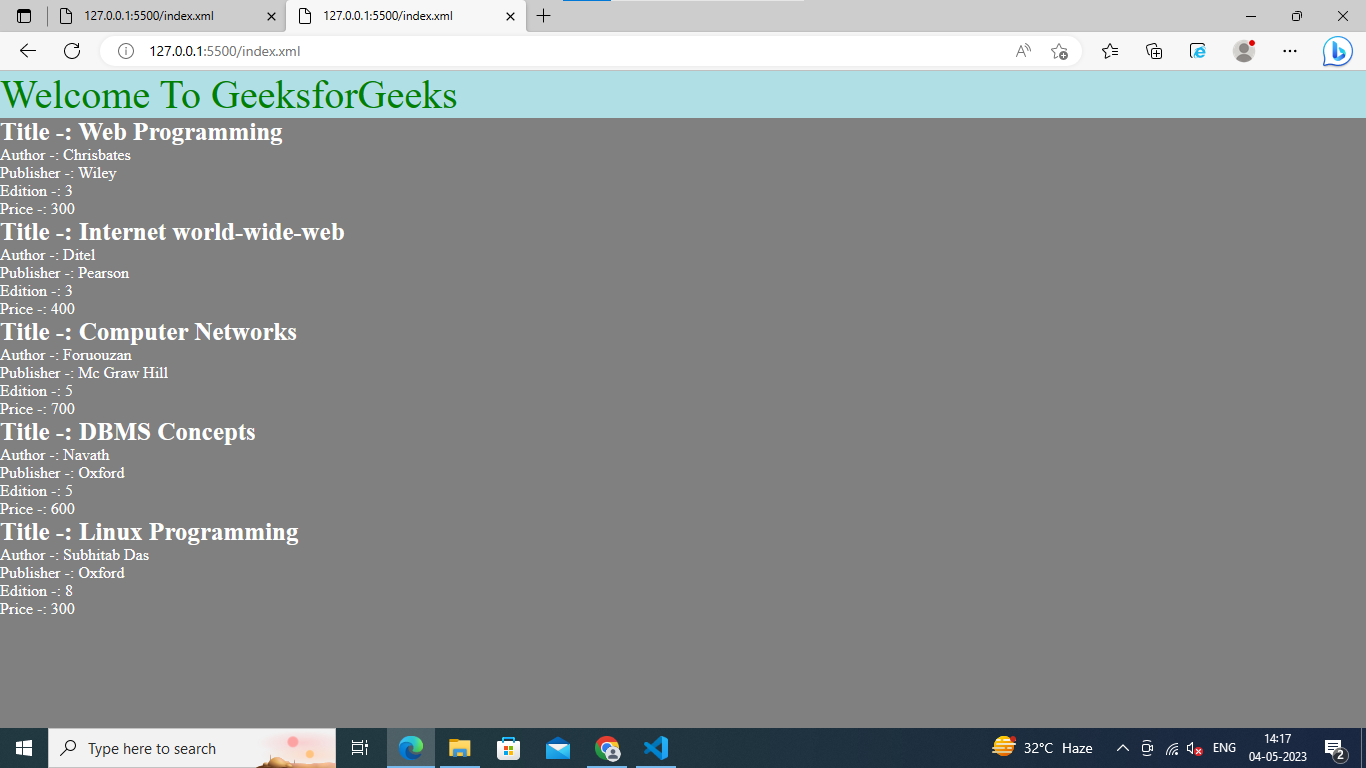 127.0.0.1:5500/index.xml
127.0.0.1:5500/index.xml
127.0.0.1:5500/index.xml
Welcome To GeeksforGeeks
Title -: Web Programming
Author -: Chrisbates
Publisher -: Wiley
Edition -: 3
Price -: 300
Title -: Internet world-wide-web
Author -: Ditel
Publisher -: Pearson
Edition -: 3
Price -: 400
Title -: Computer Networks
Author -: Foruouzan
Publisher -: Mc Graw Hill
Edition -: 5
Price -: 700
Title -: DBMS Concepts
Author -: Navath
Publisher -: Oxford
Edition -: 5
Price -: 600
Title -: Linux Programming
Author -: Subhitab Das
Publisher -: Oxford
Edition -: 8
Price -: 300
Type here to search
32°C Haze
ENG
14:17
04-05-2023
2